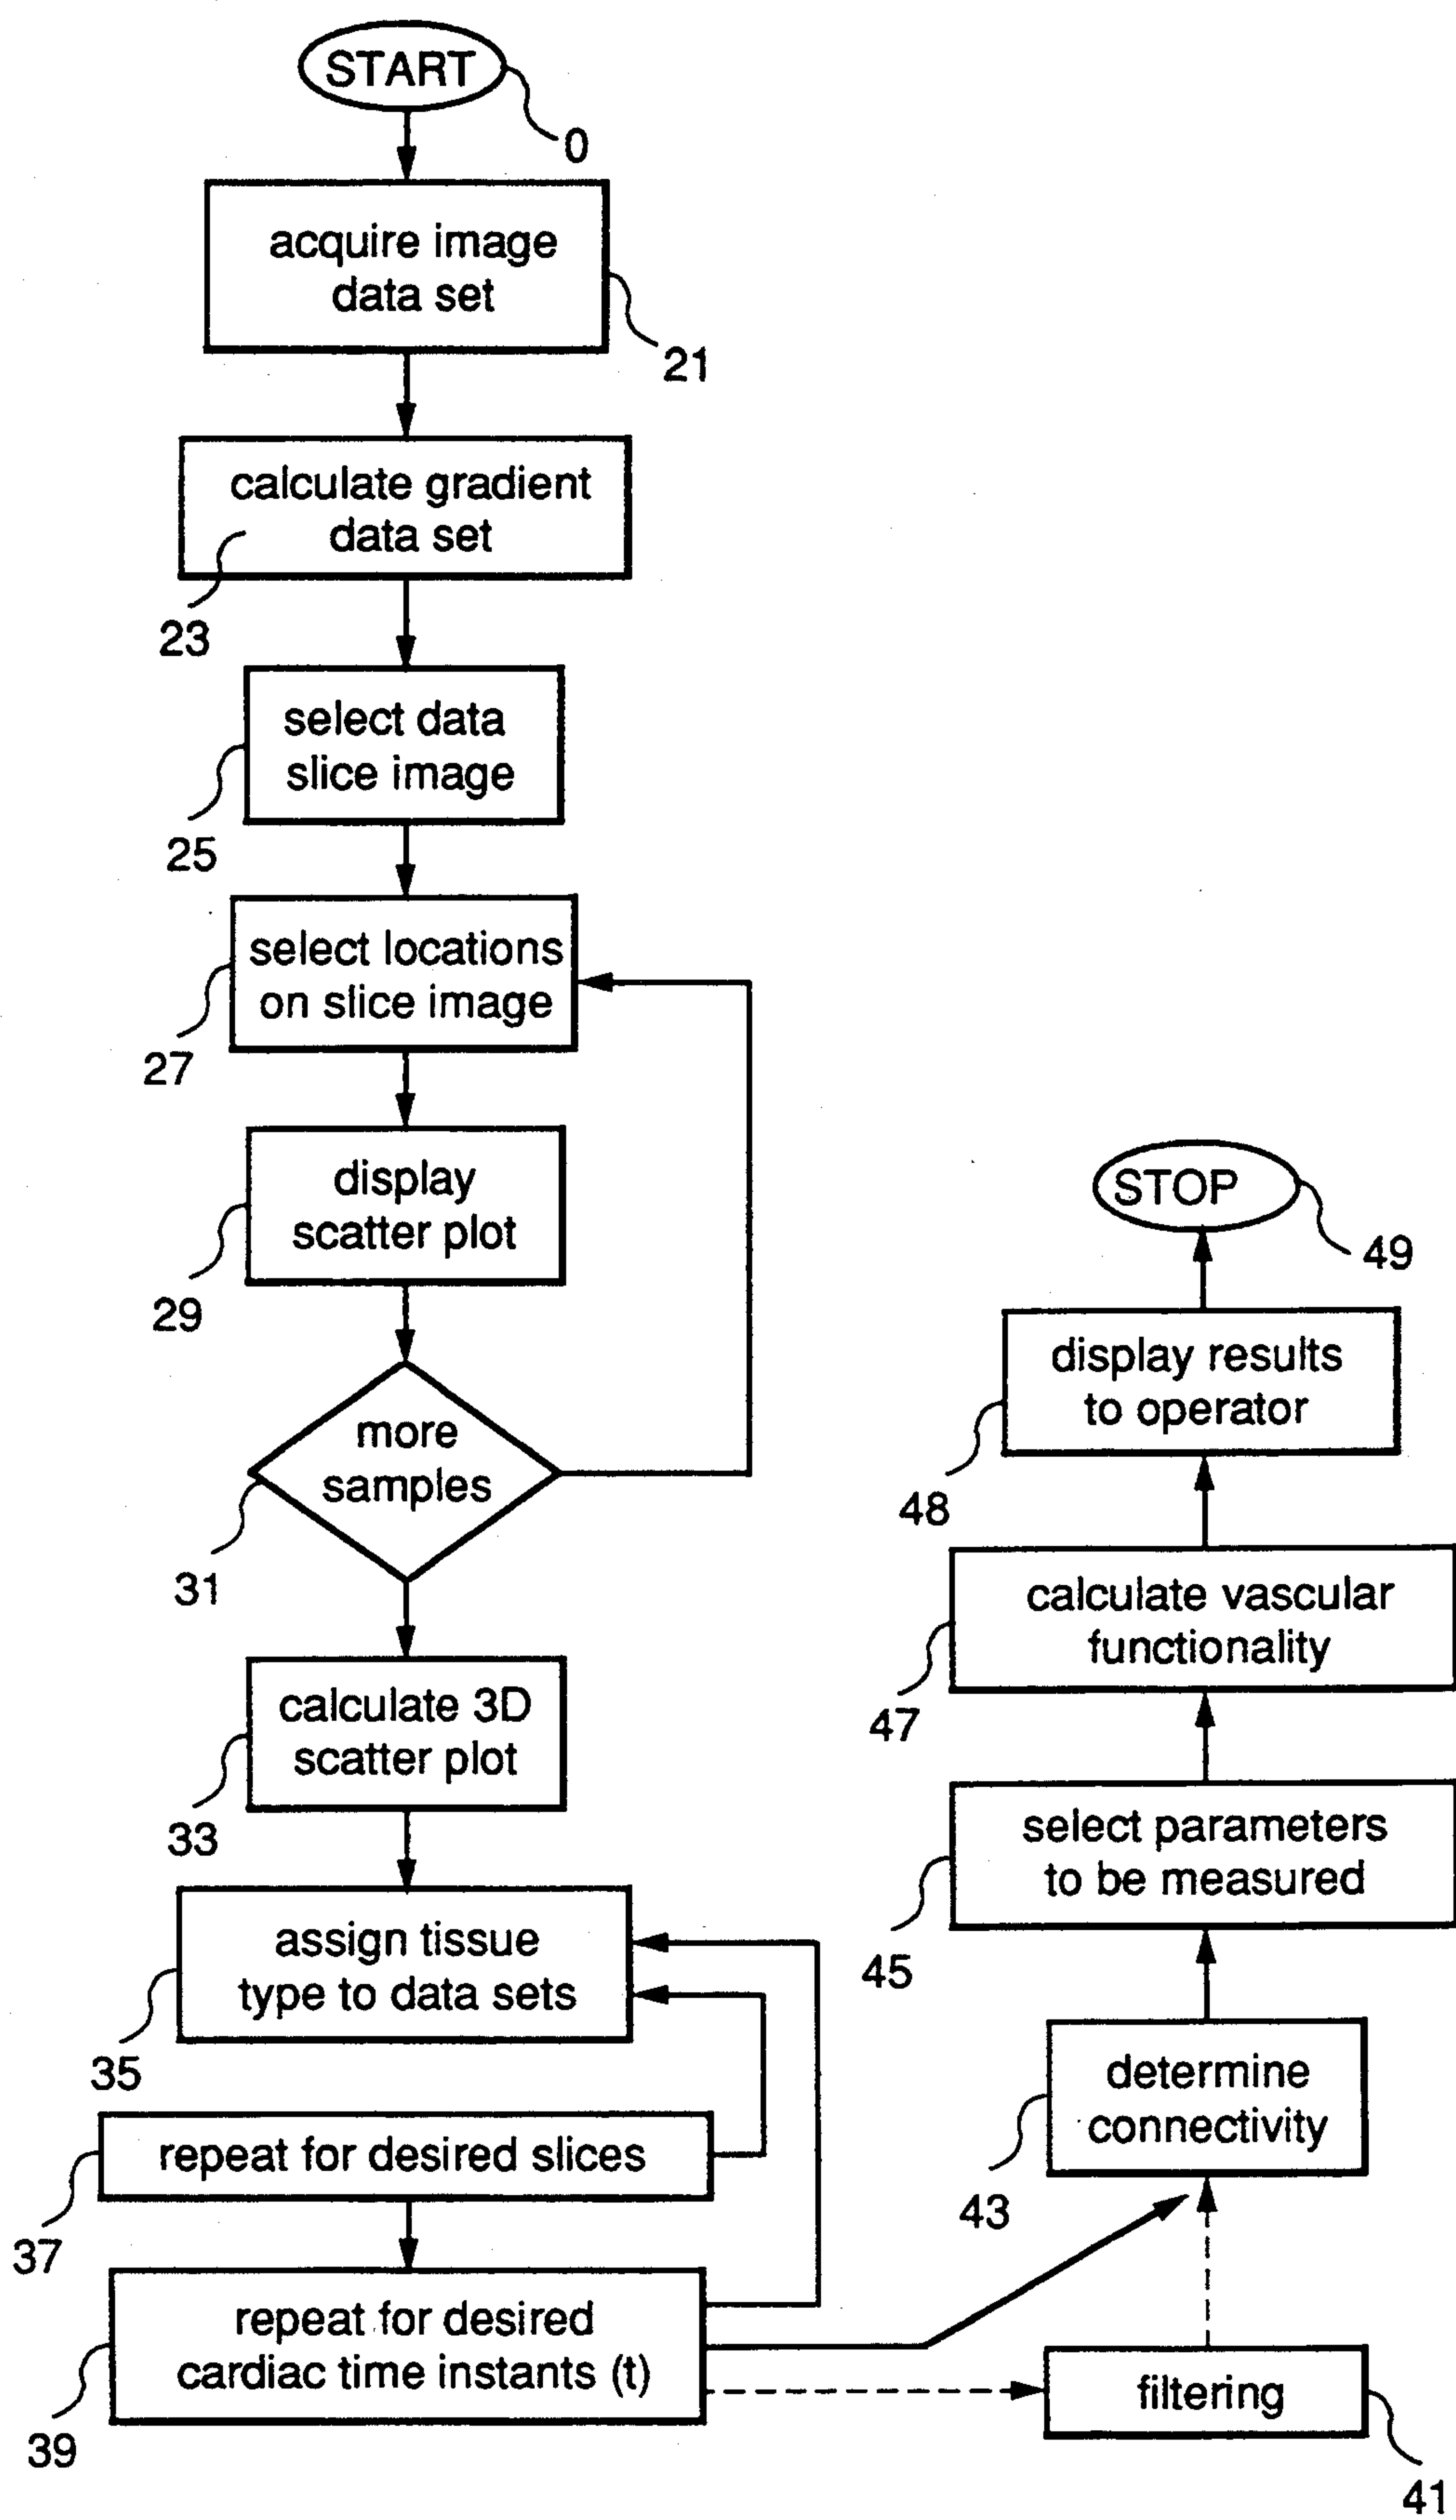 START
0
acquire image
data set
21
calculate gradient
data set
23
select data
slice image
25
select locations
on slice image
27
display
scatter plot
29
more
samples
31
calculate 3D
scatter plot
33
assign tissue
type to data sets
35
repeat for desired slices
37
repeat for desired
cardiac time instants (t)
39
filtering
41
determine
connectivity
43
select parameters
to be measured
45
calculate vascular
functionality
47
display results
to operator
48
STOP
49